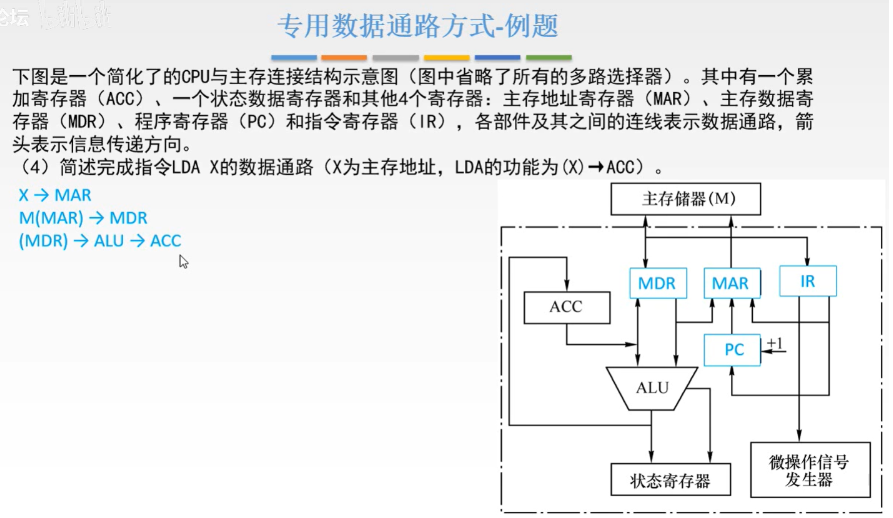 论坛
专用数据通路方式-例题
下图是一个简化了的CPU与主存连接结构示意图（图中省略了所有的多路选择器）。其中有一个累
加寄存器（ACC）、一个状态数据寄存器和其他4个寄存器：主存地址寄存器（MAR）、主存数据寄
存器（MDR）、程序寄存器（PC）和指令寄存器（IR），各部件及其之间的连线表示数据通路，箭
头表示信息传递方向。
（4）简述完成指令LDA X的数据通路（X为主存地址，LDA的功能为(X)→ACC）。
X → MAR
M(MAR) → MDR
(MDR) → ALU → ACC
主存储器(M)
MDR
MAR
IR
ACC
PC
+1
ALU
状态寄存器
微操作信号
发生器